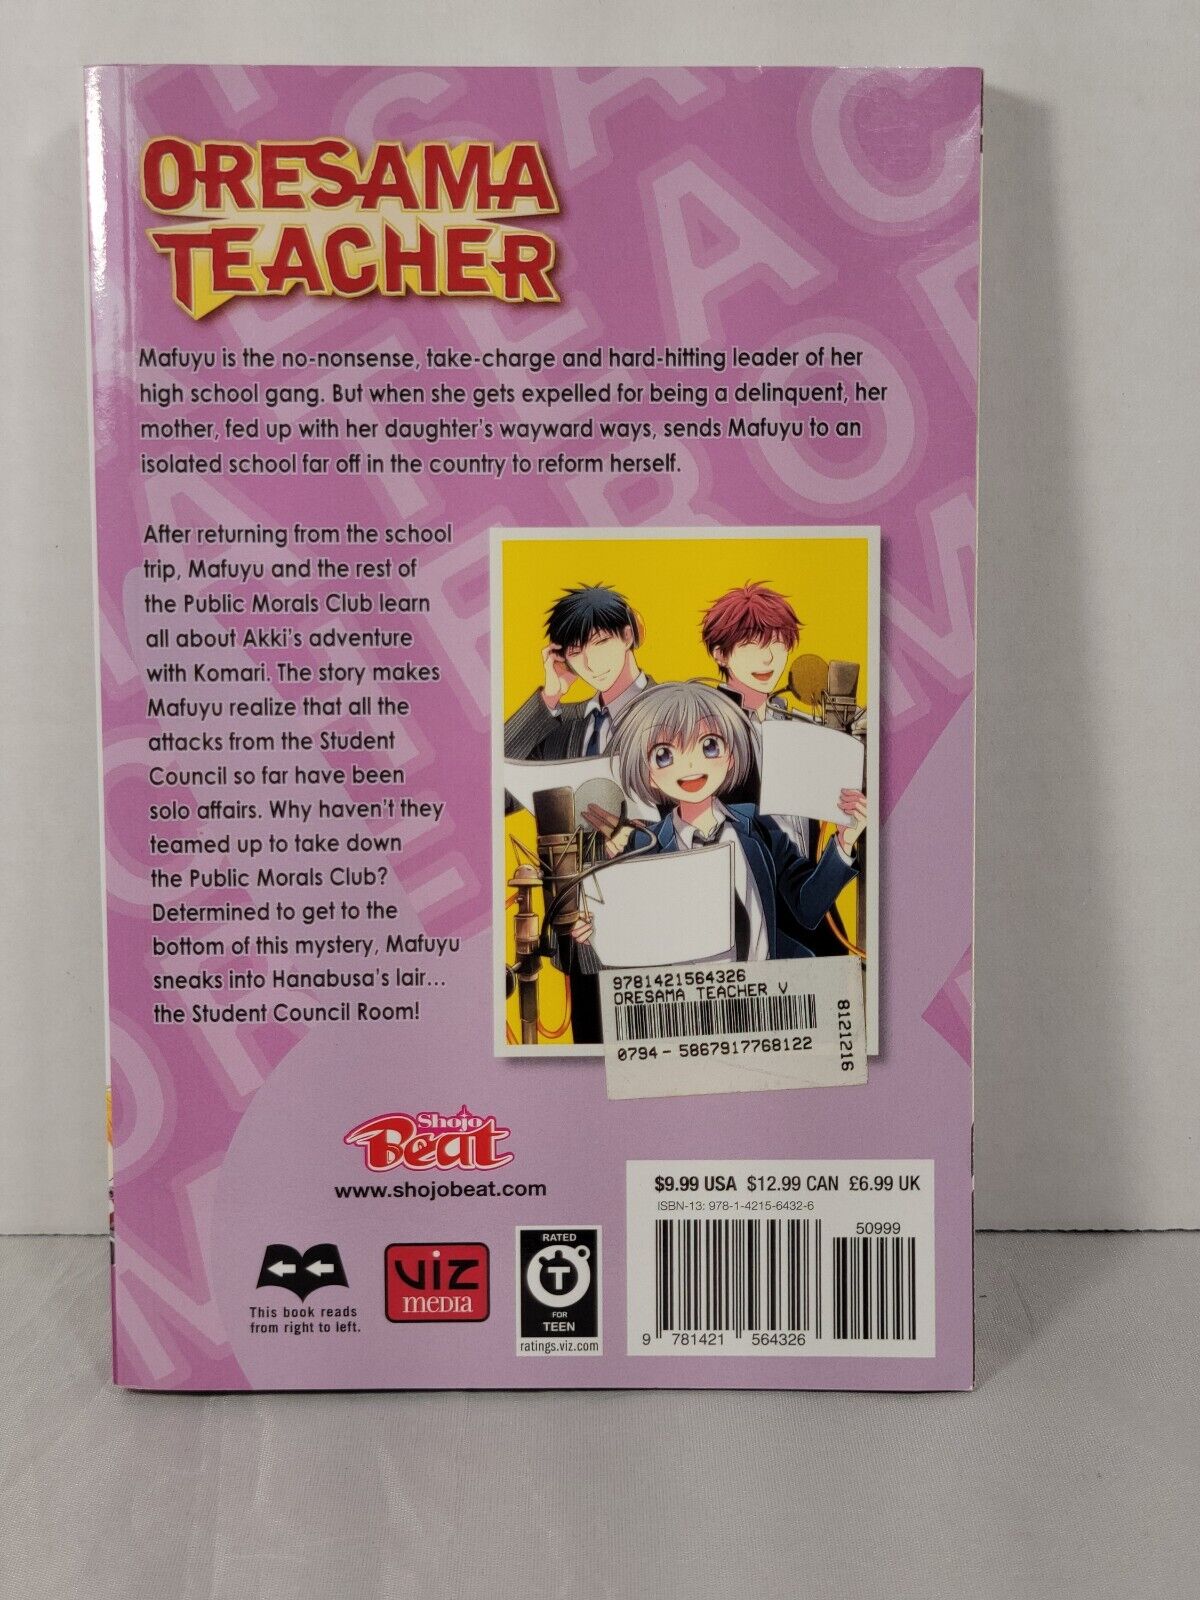 ORESAMA
TEACHER
Mafuyu is the no-nonsense, take-charge and hard-hitting leader of her
high school gang. But when she gets expelled for being a delinquent, her
mother, fed up with her daughter's wayward ways, sends Mafuyu to an
isolated school far off in the country to reform herself.
After returning from the school
trip, Mafuyu and the rest of
the Public Morals Club learn
all about Akki's adventure
with Komari. The story makes
Mafuyu realize that all the
attacks from the Student
Council so far have been
solo affairs. Why haven't they
teamed up to take down
the Public Morals Club?
Determined to get to the
bottom of this mystery, Mafuyu
sneaks into Hanabusa's lair...
the Student Council Room!
9781421564326
ORESAMA TEACHER V
0794-5867917768122
8121216
Shojo
Beat
www.shojobeat.com
This book reads
from right to left.
VIZ
MEDIA
RATED
T
FOR
TEEN
ratings.viz.com
$9.99 USA $12.99 CAN £6.99 UK
ISBN-13: 978-1-4215-6432-6
50999
9 781421 564326